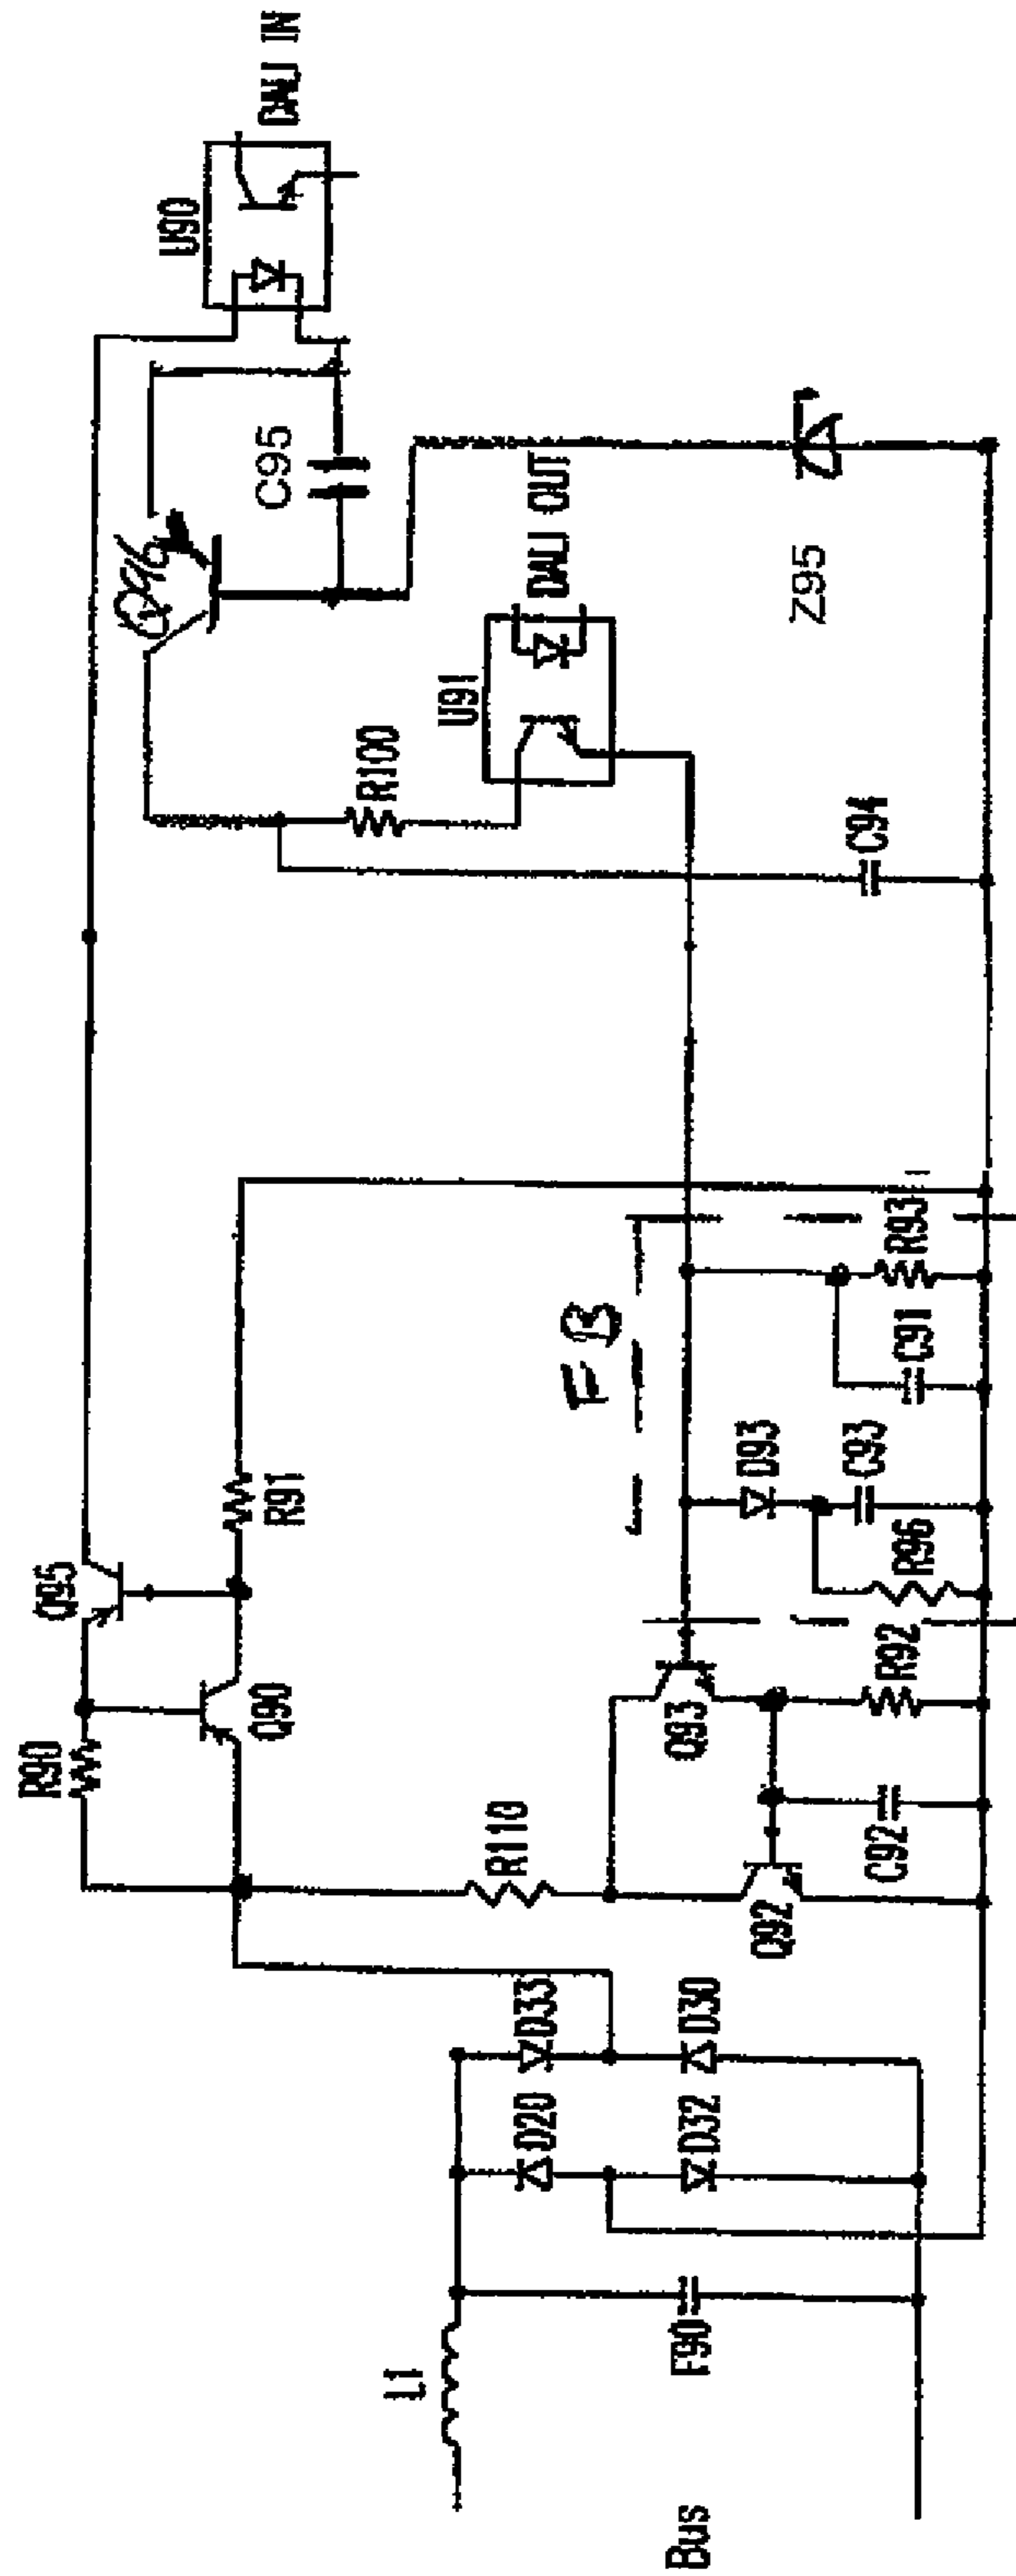 Bus
L1
F90
D20
D33
D32
D30
R90
Q95
Q90
R91
R110
Q92
Q93
C92
R92
R96
D93
C93
C91
R93
FB
C94
R100
U91
DALI OUT
Q96
C95
Z95
U90
DALI IN